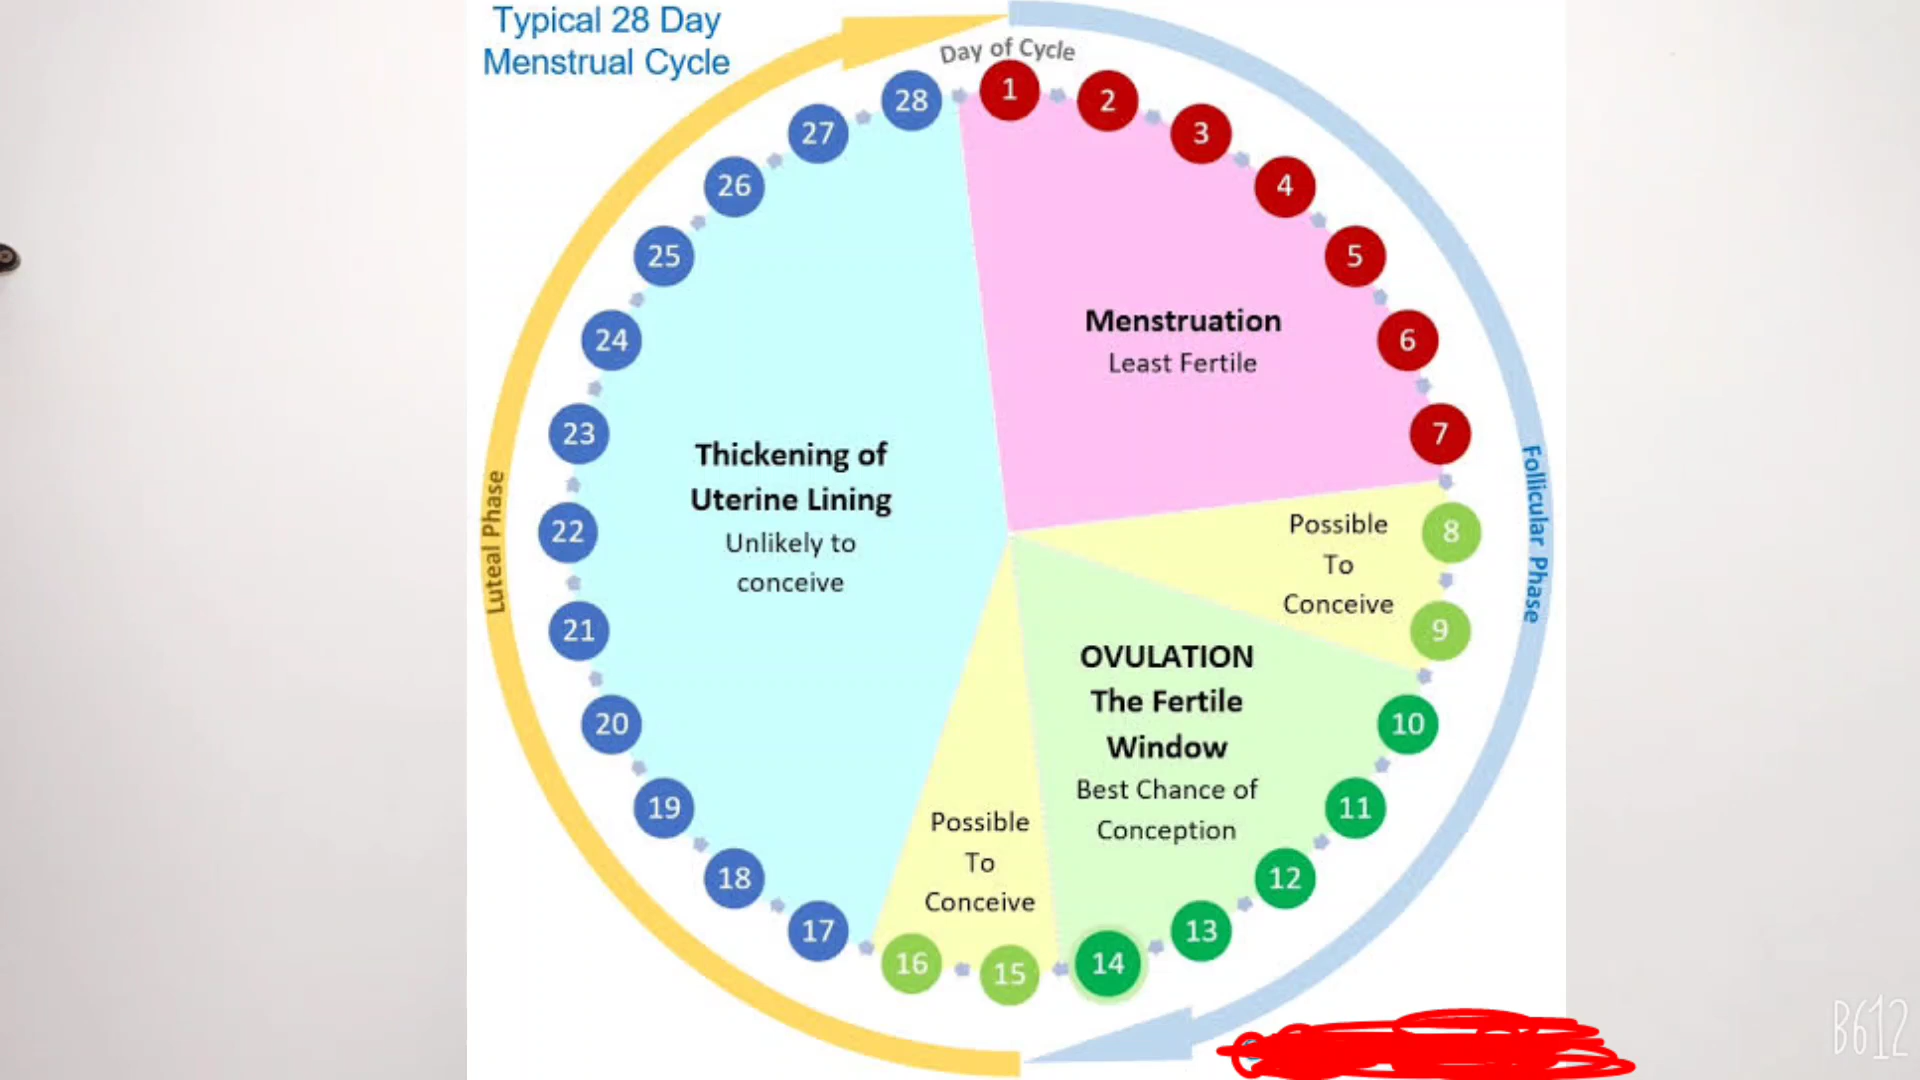 Typical 28 Day
Menstrual Cycle
Day of Cycle
1
2
3
4
5
6
7
8
9
10
11
12
13
14
15
16
17
18
19
20
21
22
23
24
25
26
27
28
Menstruation
Least Fertile
Possible
To
Conceive
OVULATION
The Fertile
Window
Best Chance of
Conception
Possible
To
Conceive
Thickening of
Uterine Lining
Unlikely to
conceive
Follicular Phase
Luteal Phase
B612